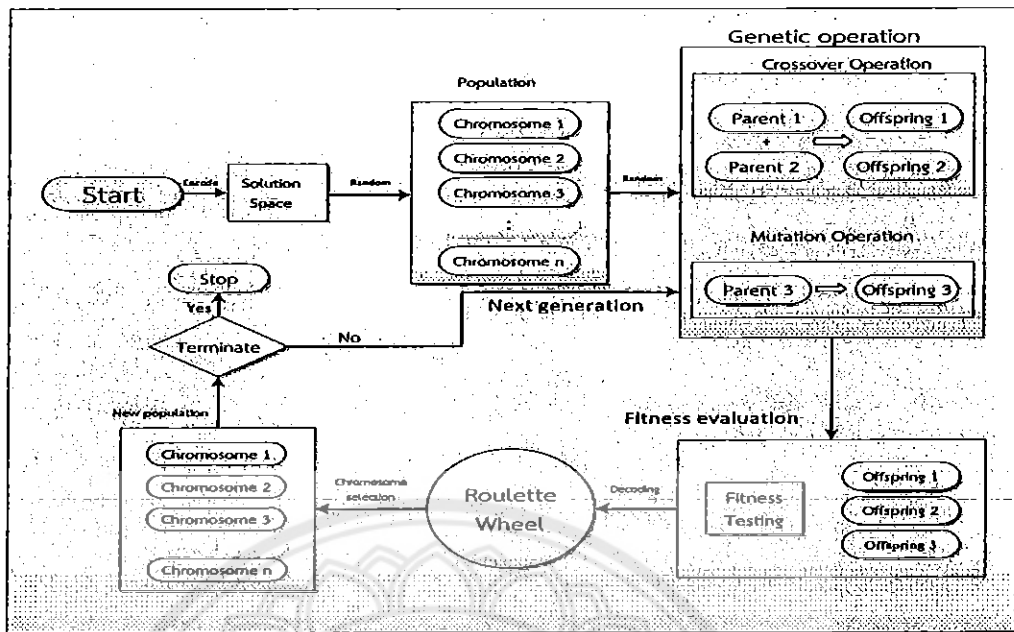 Genetic operation
Crossover Operation
Parent 1
+
Parent 2
Offspring 1
Offspring 2
Mutation Operation
Parent 3
Offspring 3
Population
Chromosome 1
Chromosome 2
Chromosome 3
:
Chromosome n
Start
Encode
Solution
Space
Random
Random
Stop
Yes
Terminate
No
Next generation
New population
Chromosome 1
Chromosome 2
Chromosome 3
Chromosome n
Chromosome
selection
Roulette
Wheel
Decoding
Fitness evaluation
Fitness
Testing
Offspring 1
Offspring 2
Offspring 3